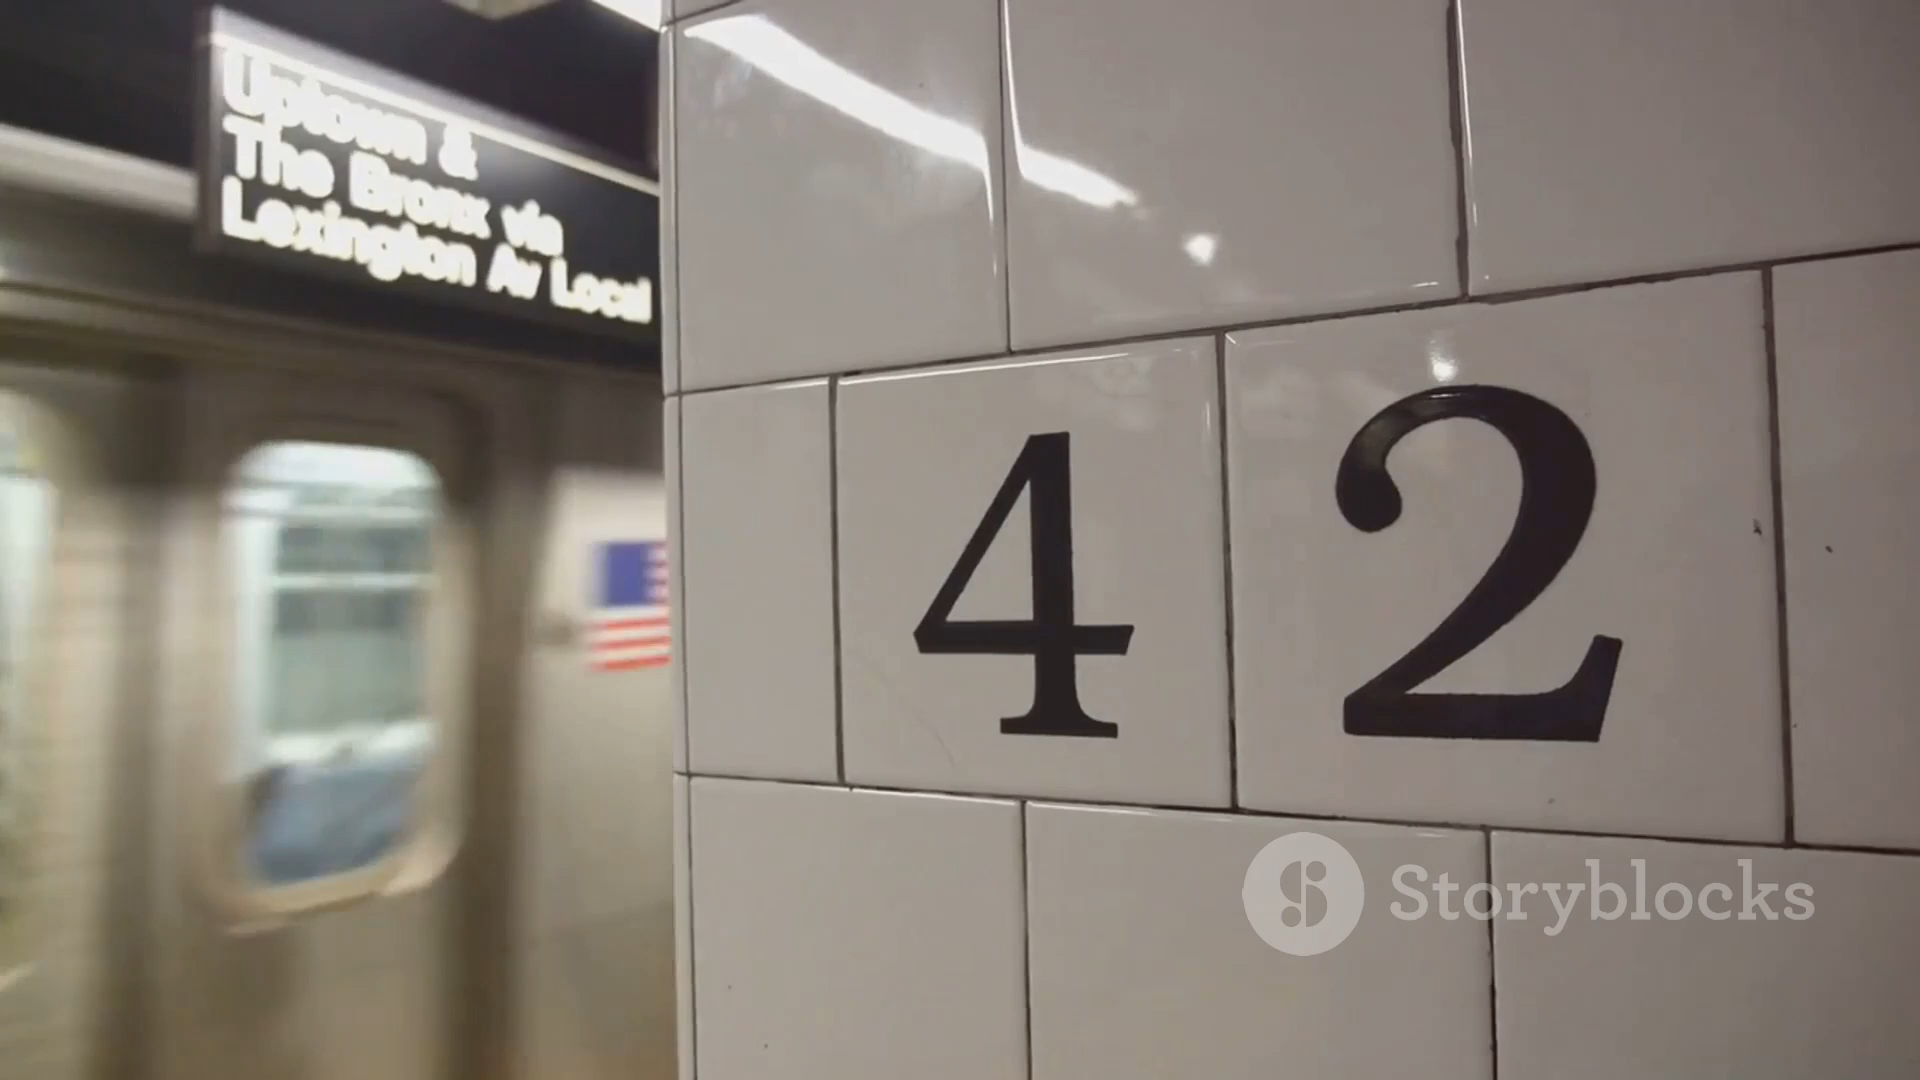 Uptown &
The Bronx via
Lexington Av Local
42
Storyblocks